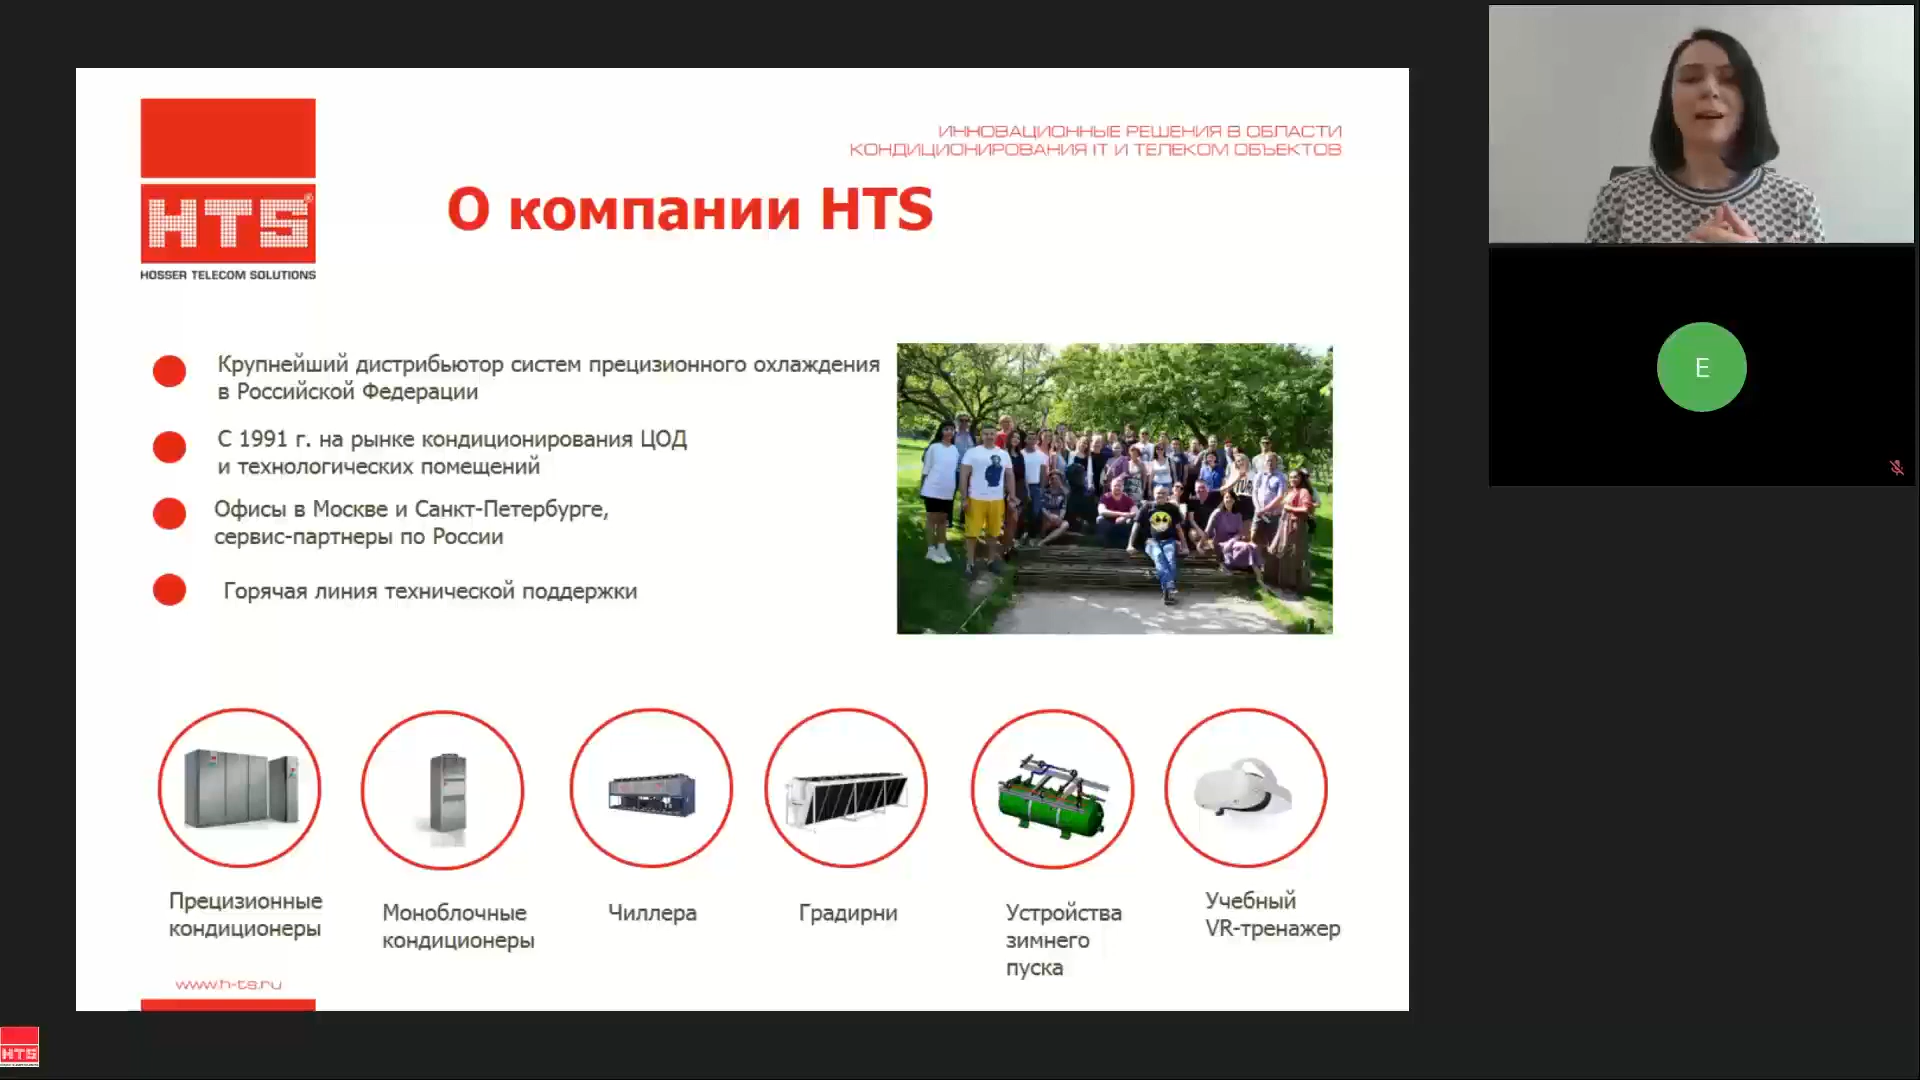 ИННОВАЦИОННЫЕ РЕШЕНИЯ В ОБЛАСТИ
КОНДИЦИОНИРОВАНИЯ IT И ТЕЛЕКОМ ОБЪЕКТОВ
HTS®
HOSSER TELECOM SOLUTIONS
О компании HTS
Крупнейший дистрибьютор систем прецизионного охлаждения
в Российской Федерации
С 1991 г. на рынке кондиционирования ЦОД
и технологических помещений
Офисы в Москве и Санкт-Петербурге,
сервис-партнеры по России
Горячая линия технической поддержки
Прецизионные
кондиционеры
Моноблочные
кондиционеры
Чиллера
Градирни
Устройства
зимнего
пуска
Учебный
VR-тренажер
www.h-ts.ru
E
HTS